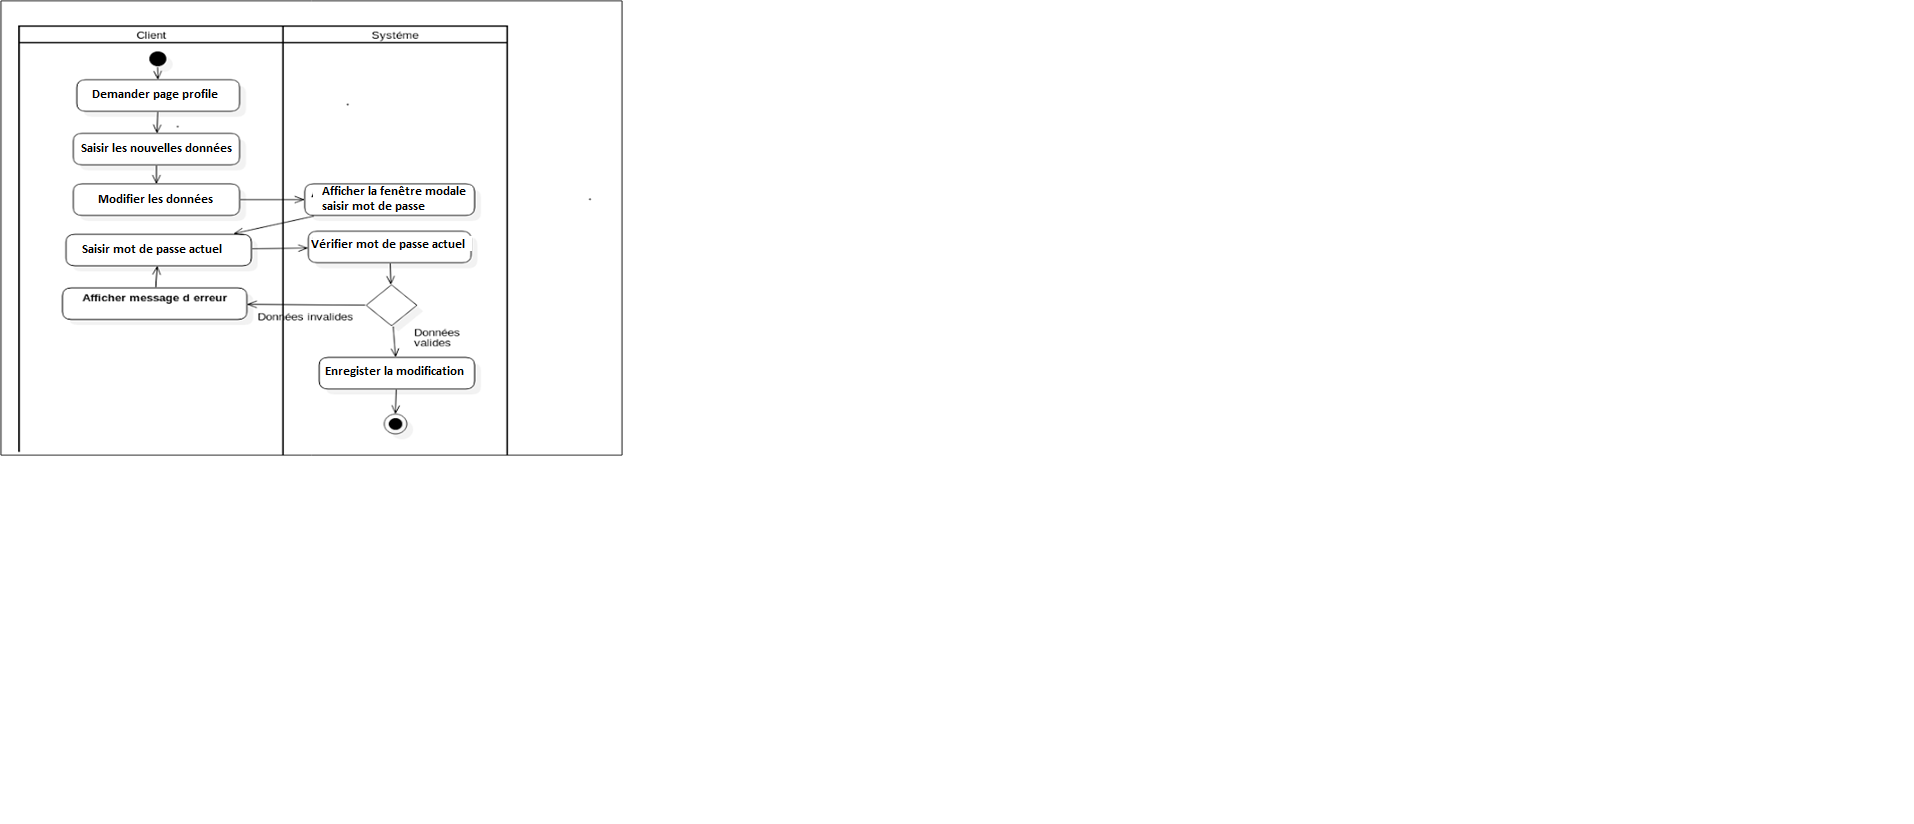 Client
Systéme
Demander page profile
Saisir les nouvelles données
Modifier les données
Afficher la fenêtre modale
saisir mot de passe
Saisir mot de passe actuel
Vérifier mot de passe actuel
Afficher message d erreur
Données invalides
Données
valides
Enregister la modification